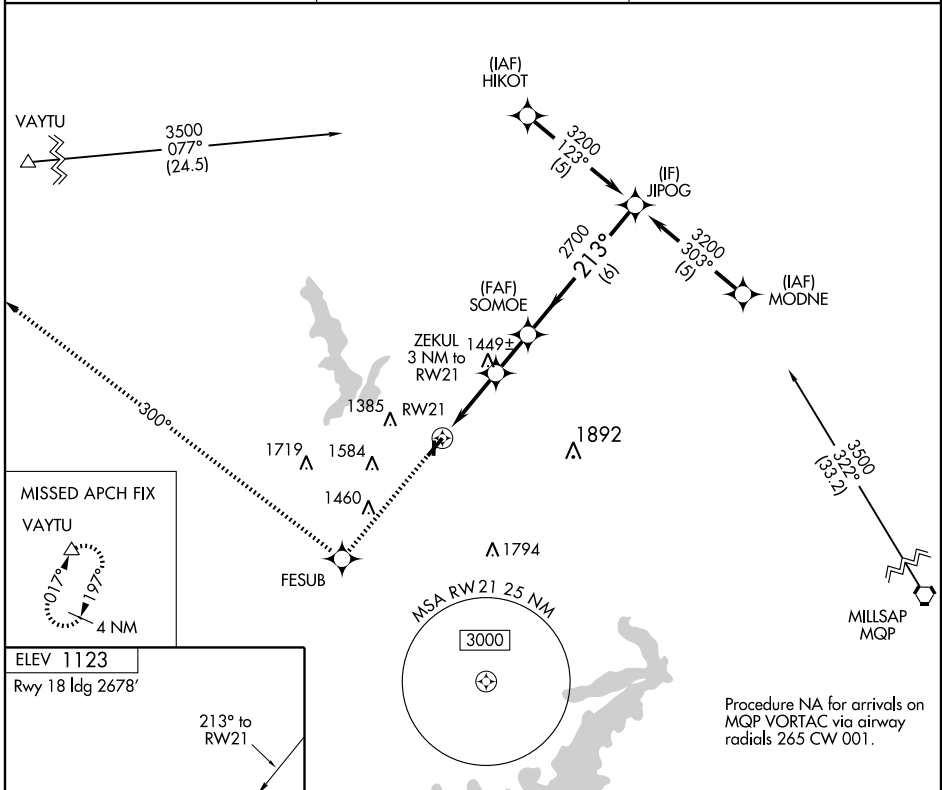 (IAF)
HIKOT
VAYTU
3500
077°
(24.5)
3200
123°
(5)
(IF)
JIPOG
2700
213°
(6)
3200
303°
(5)
(IAF)
MODNE
(FAF)
SOMOE
ZEKUL
3 NM to
RW21
1449±
1385
RW21
300°
1719
1584
1892
1460
3500
322°
(33.2)
MISSED APCH FIX
VAYTU
017°
197°
4 NM
FESUB
1794
MSA RW21 25 NM
3000
MILLSAP
MQP
ELEV 1123
Rwy 18 ldg 2678'
213° to
RW21
Procedure NA for arrivals on
MQP VORTAC via airway
radials 265 CW 001.